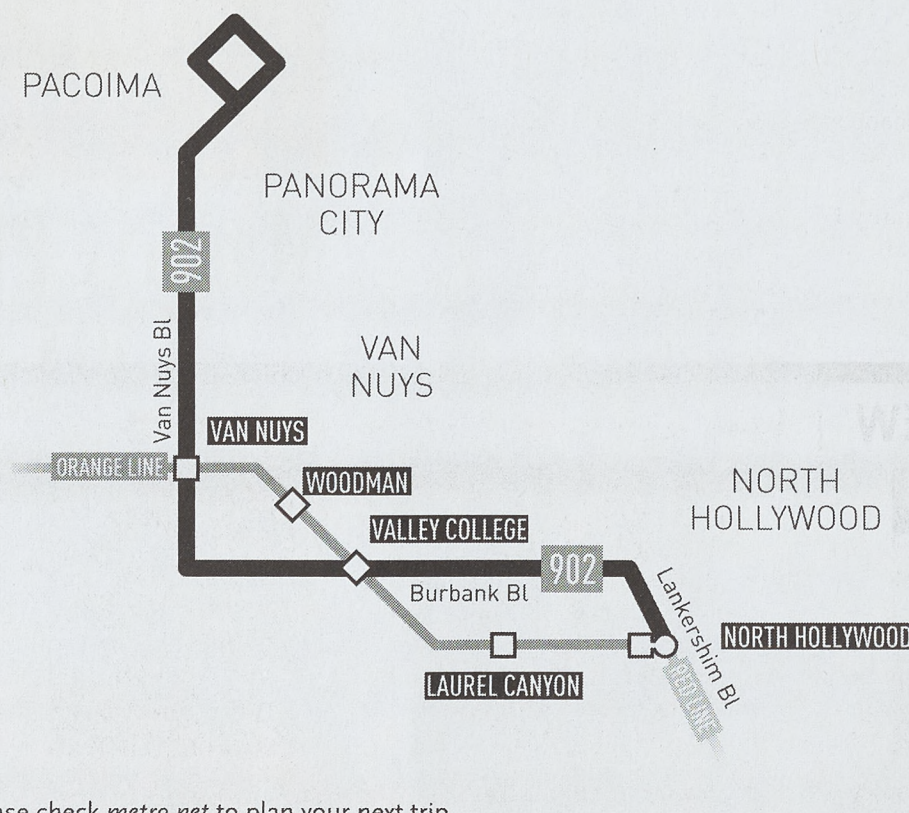 PACOIMA
PANORAMA
CITY
902
Van Nuys Bl
VAN
NUYS
VAN NUYS
ORANGE LINE
WOODMAN
NORTH
HOLLYWOOD
VALLEY COLLEGE
902
Burbank Bl
Lankershim Bl
NORTH HOLLYWOOD
LAUREL CANYON
RED LINE
check metro.net to plan your next trip